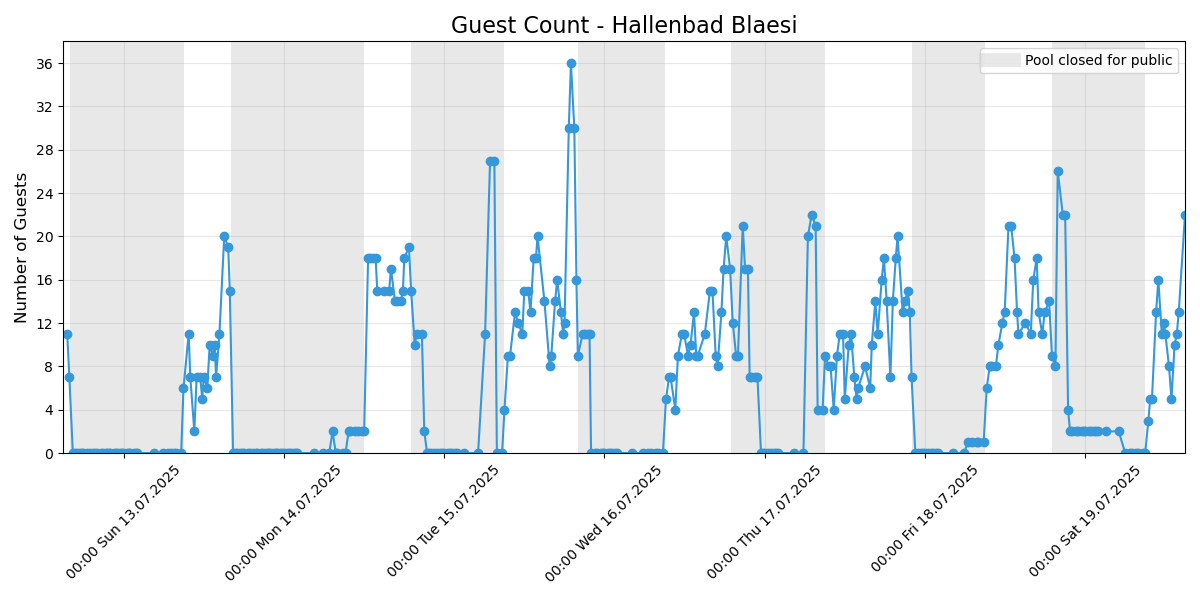 Guest Count - Hallenbad Blaesi
Pool closed for public
Number of Guests
36
32
28
24
20
16
12
8
4
0
00:00 Sun 13.07.2025
00:00 Mon 14.07.2025
00:00 Tue 15.07.2025
00:00 Wed 16.07.2025
00:00 Thu 17.07.2025
00:00 Fri 18.07.2025
00:00 Sat 19.07.2025